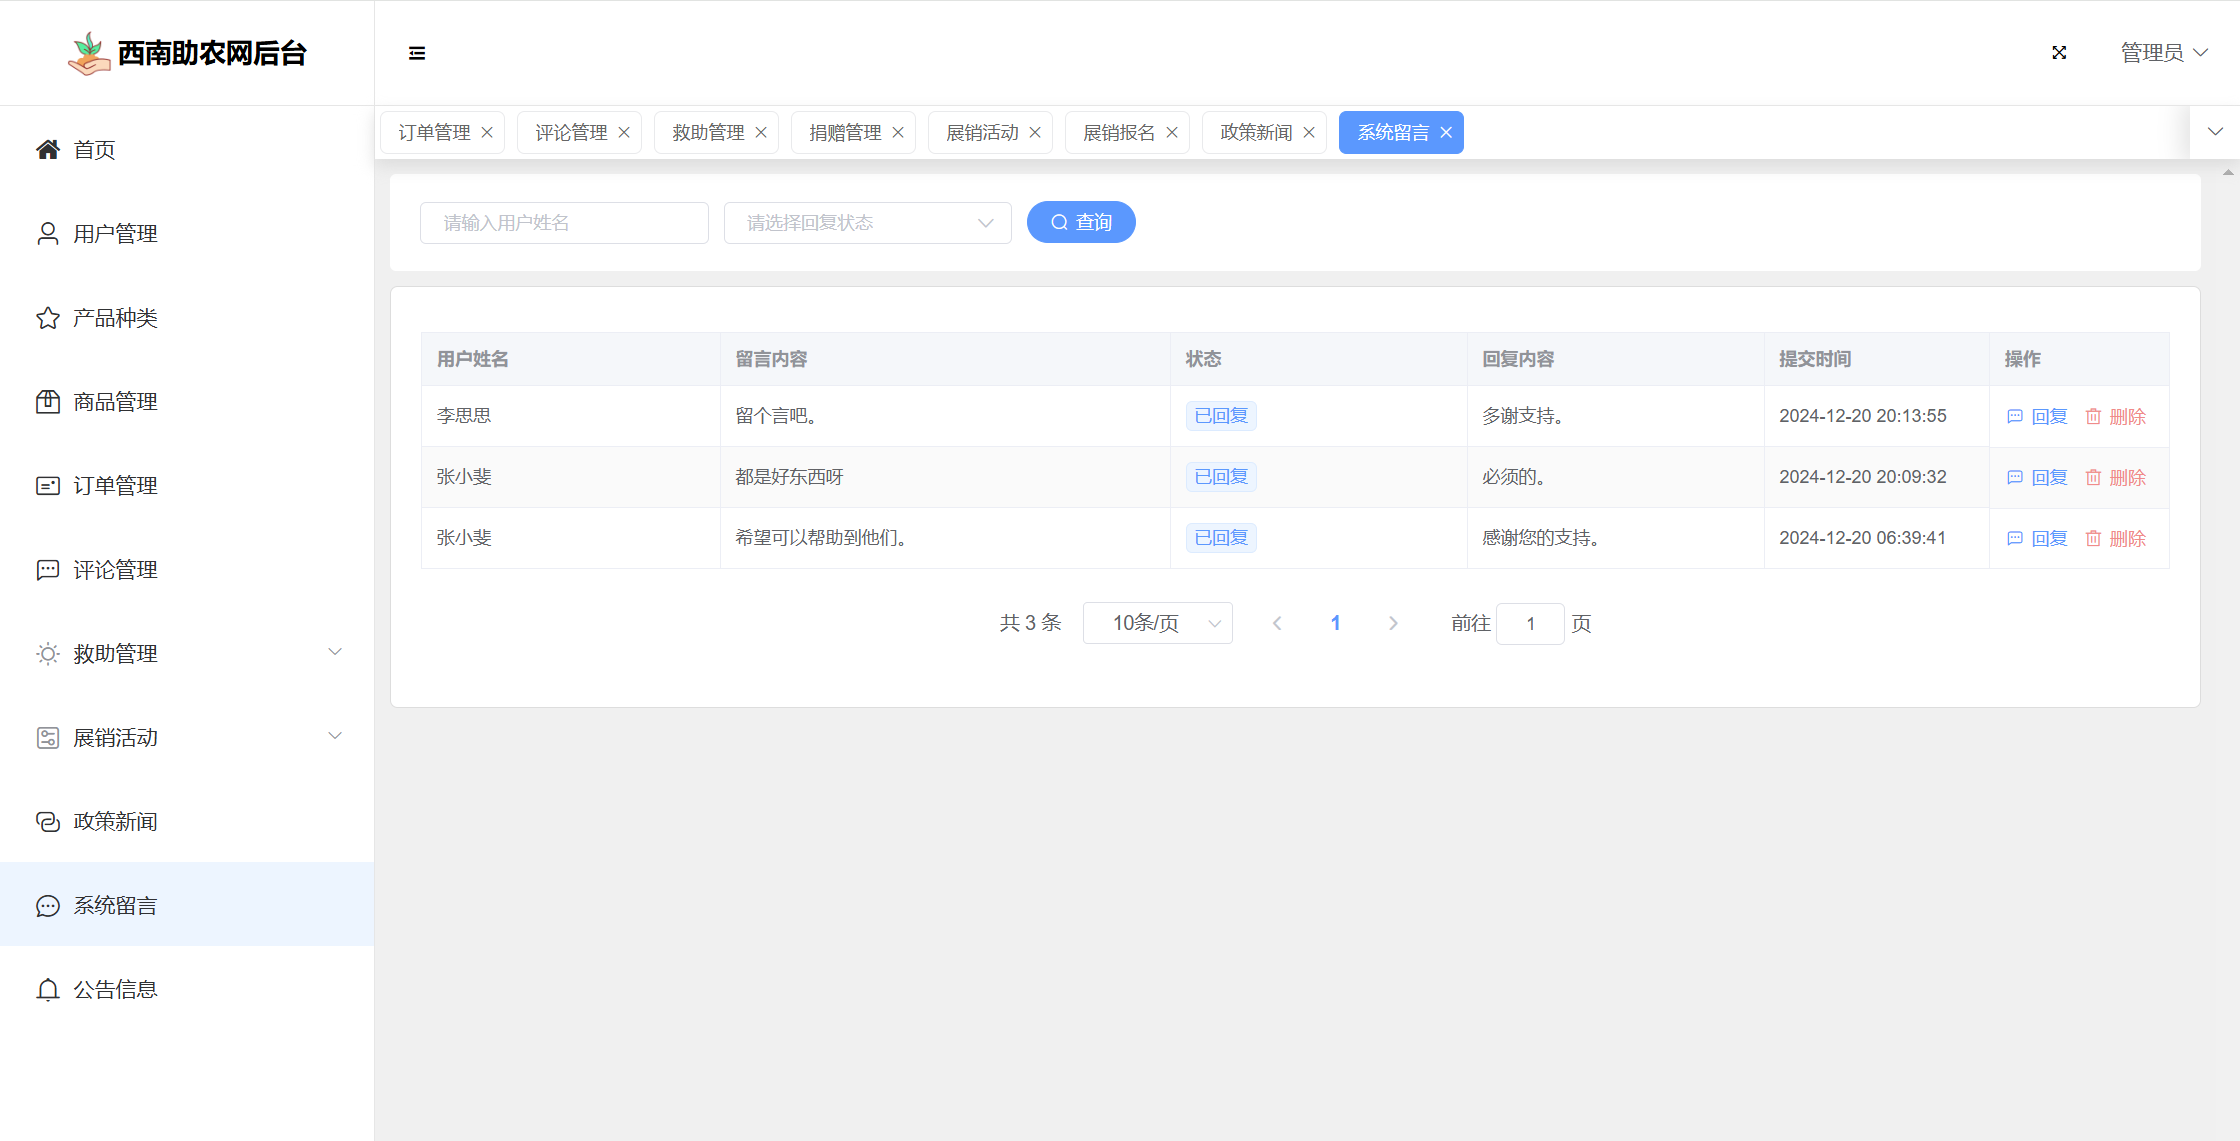 西南助农网后台
管理员
首页
用户管理
产品种类
商品管理
订单管理
评论管理
救助管理
展销活动
政策新闻
系统留言
公告信息
订单管理 评论管理 救助管理 捐赠管理 展销活动 展销报名 政策新闻 系统留言
请输入用户姓名 请选择回复状态 查询
用户姓名 留言内容 状态 回复内容 提交时间 操作
李思思 留个言吧。 已回复 多谢支持。 2024-12-20 20:13:55 回复 删除
张小斐 都是好东西呀 已回复 必须的。 2024-12-20 20:09:32 回复 删除
张小斐 希望可以帮助到他们。 已回复 感谢您的支持。 2024-12-20 06:39:41 回复 删除
共 3 条 10条/页 1 前往 1 页